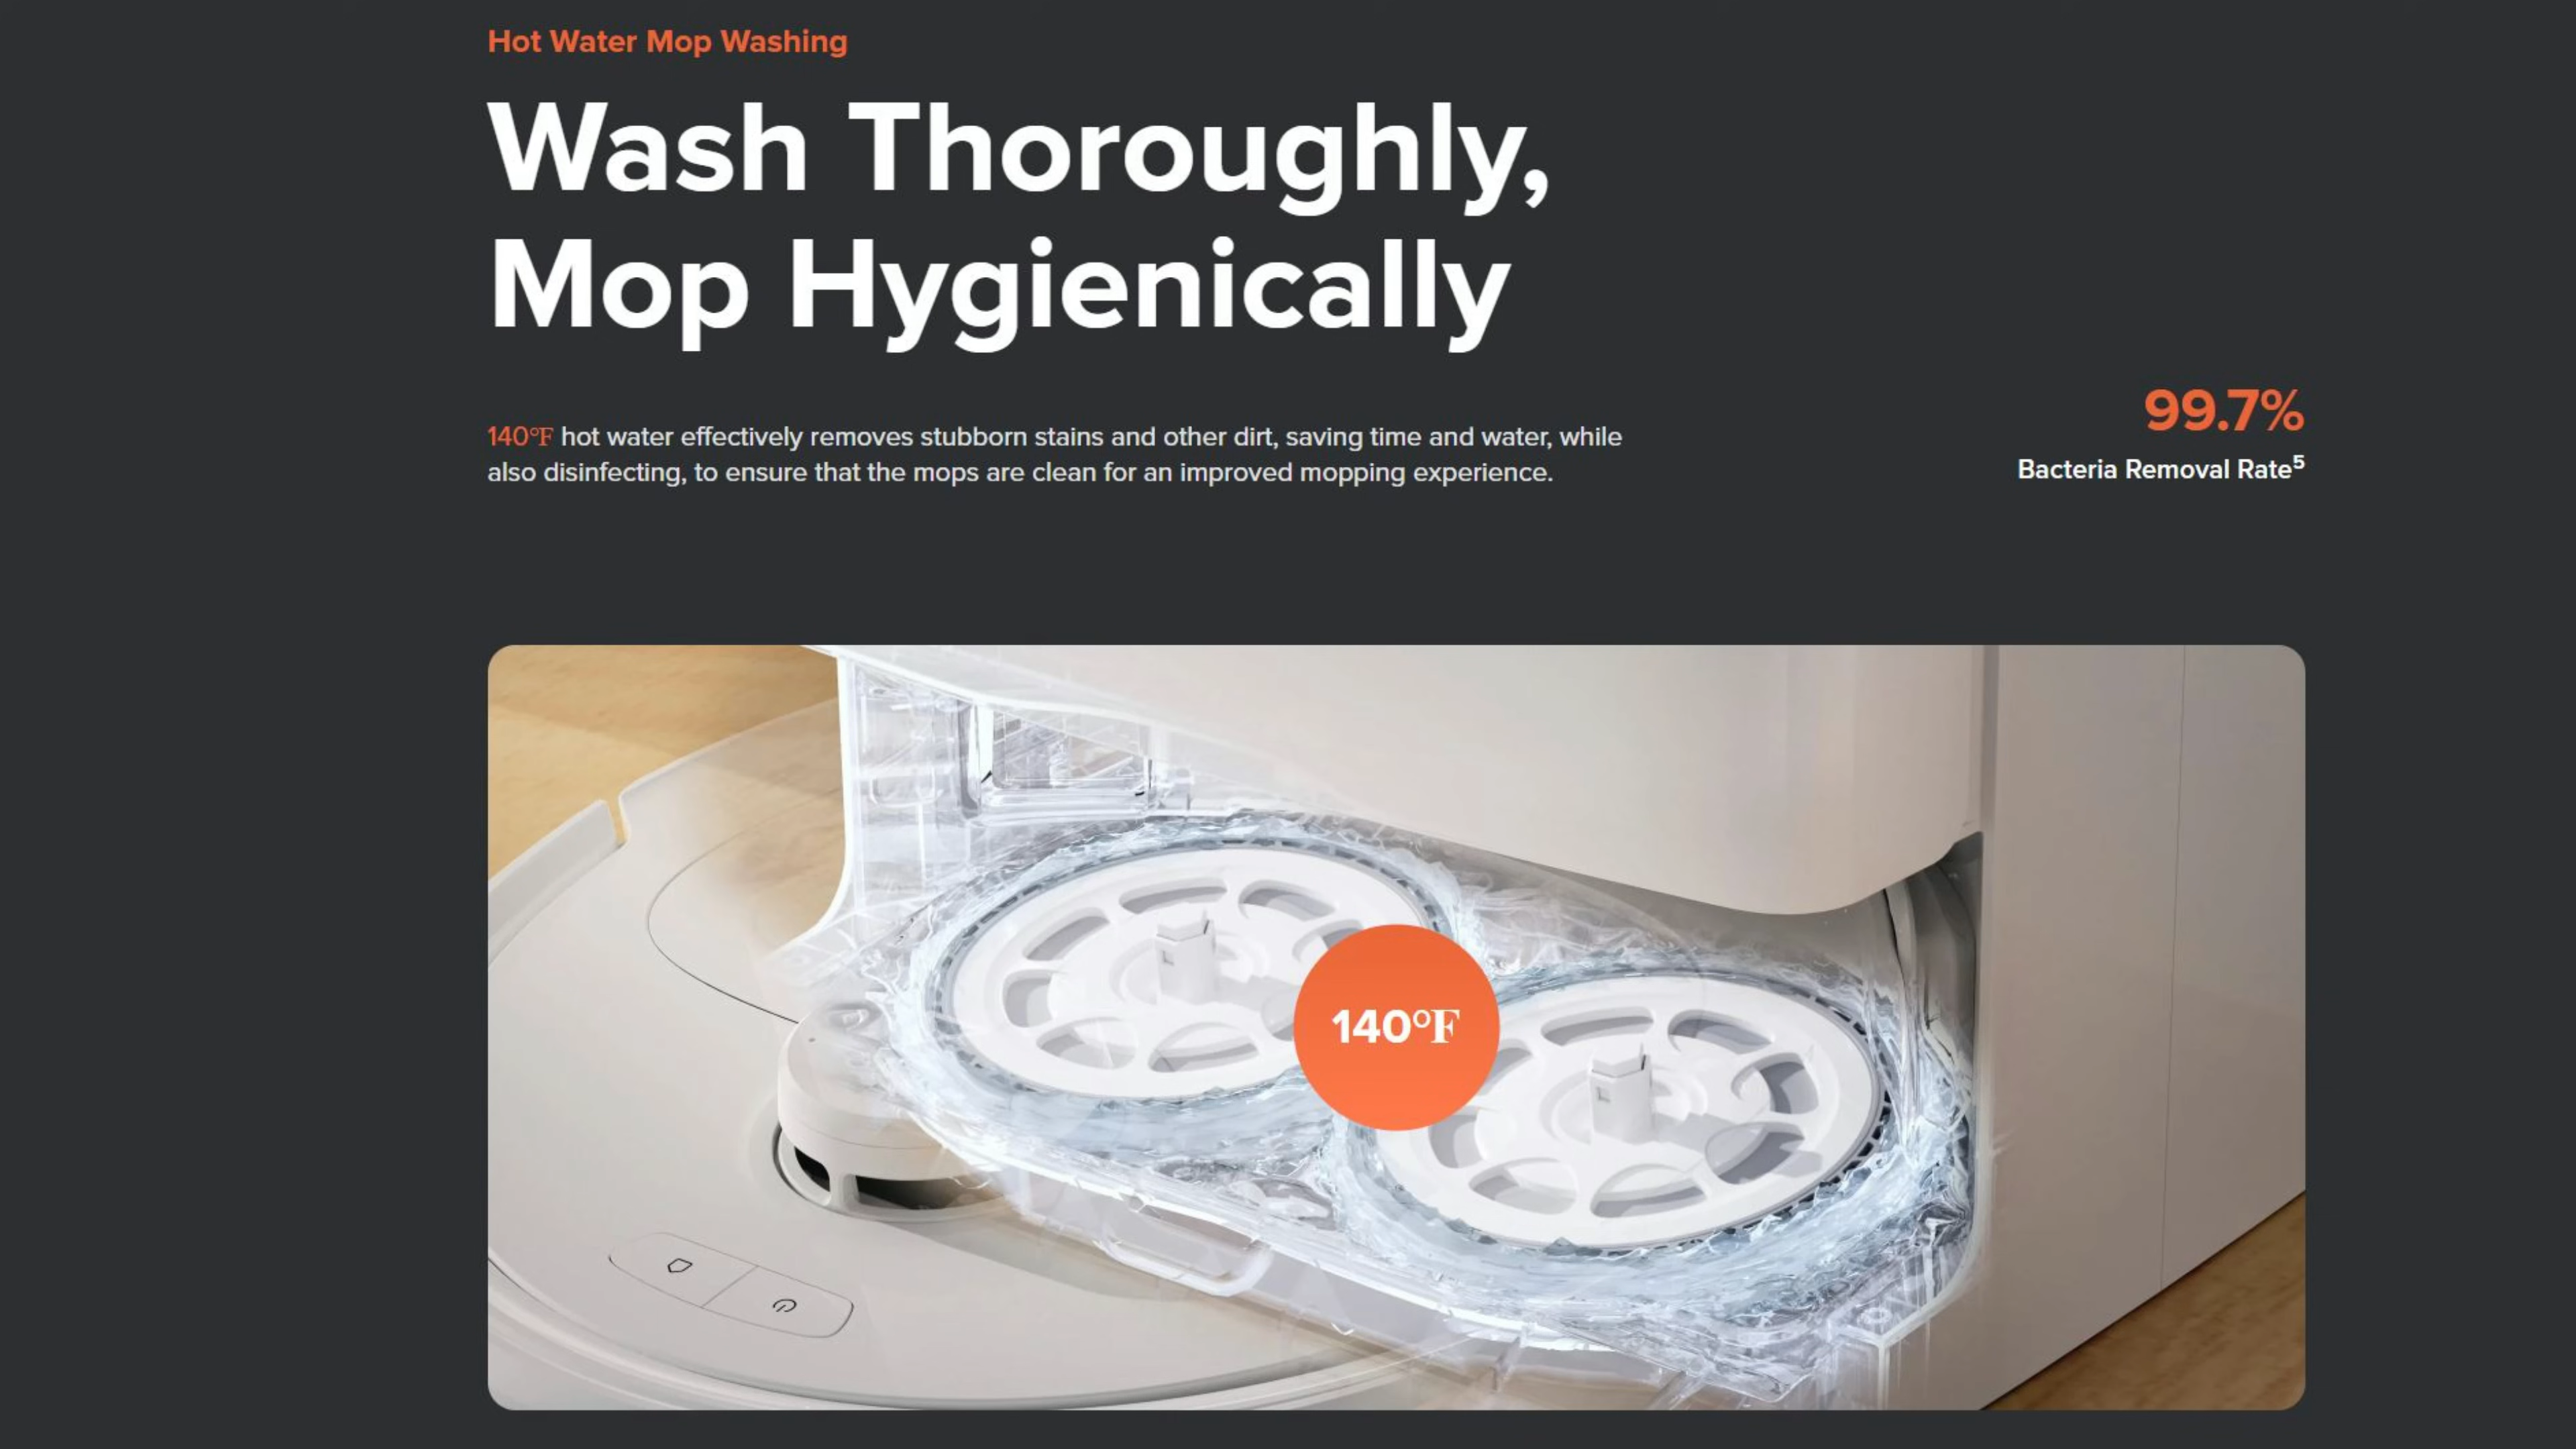 Hot Water Mop Washing
Wash Thoroughly,
Mop Hygienically
140°F hot water effectively removes stubborn stains and other dirt, saving time and water, while
also disinfecting, to ensure that the mops are clean for an improved mopping experience.
99.7%
Bacteria Removal Rate⁵
140°F